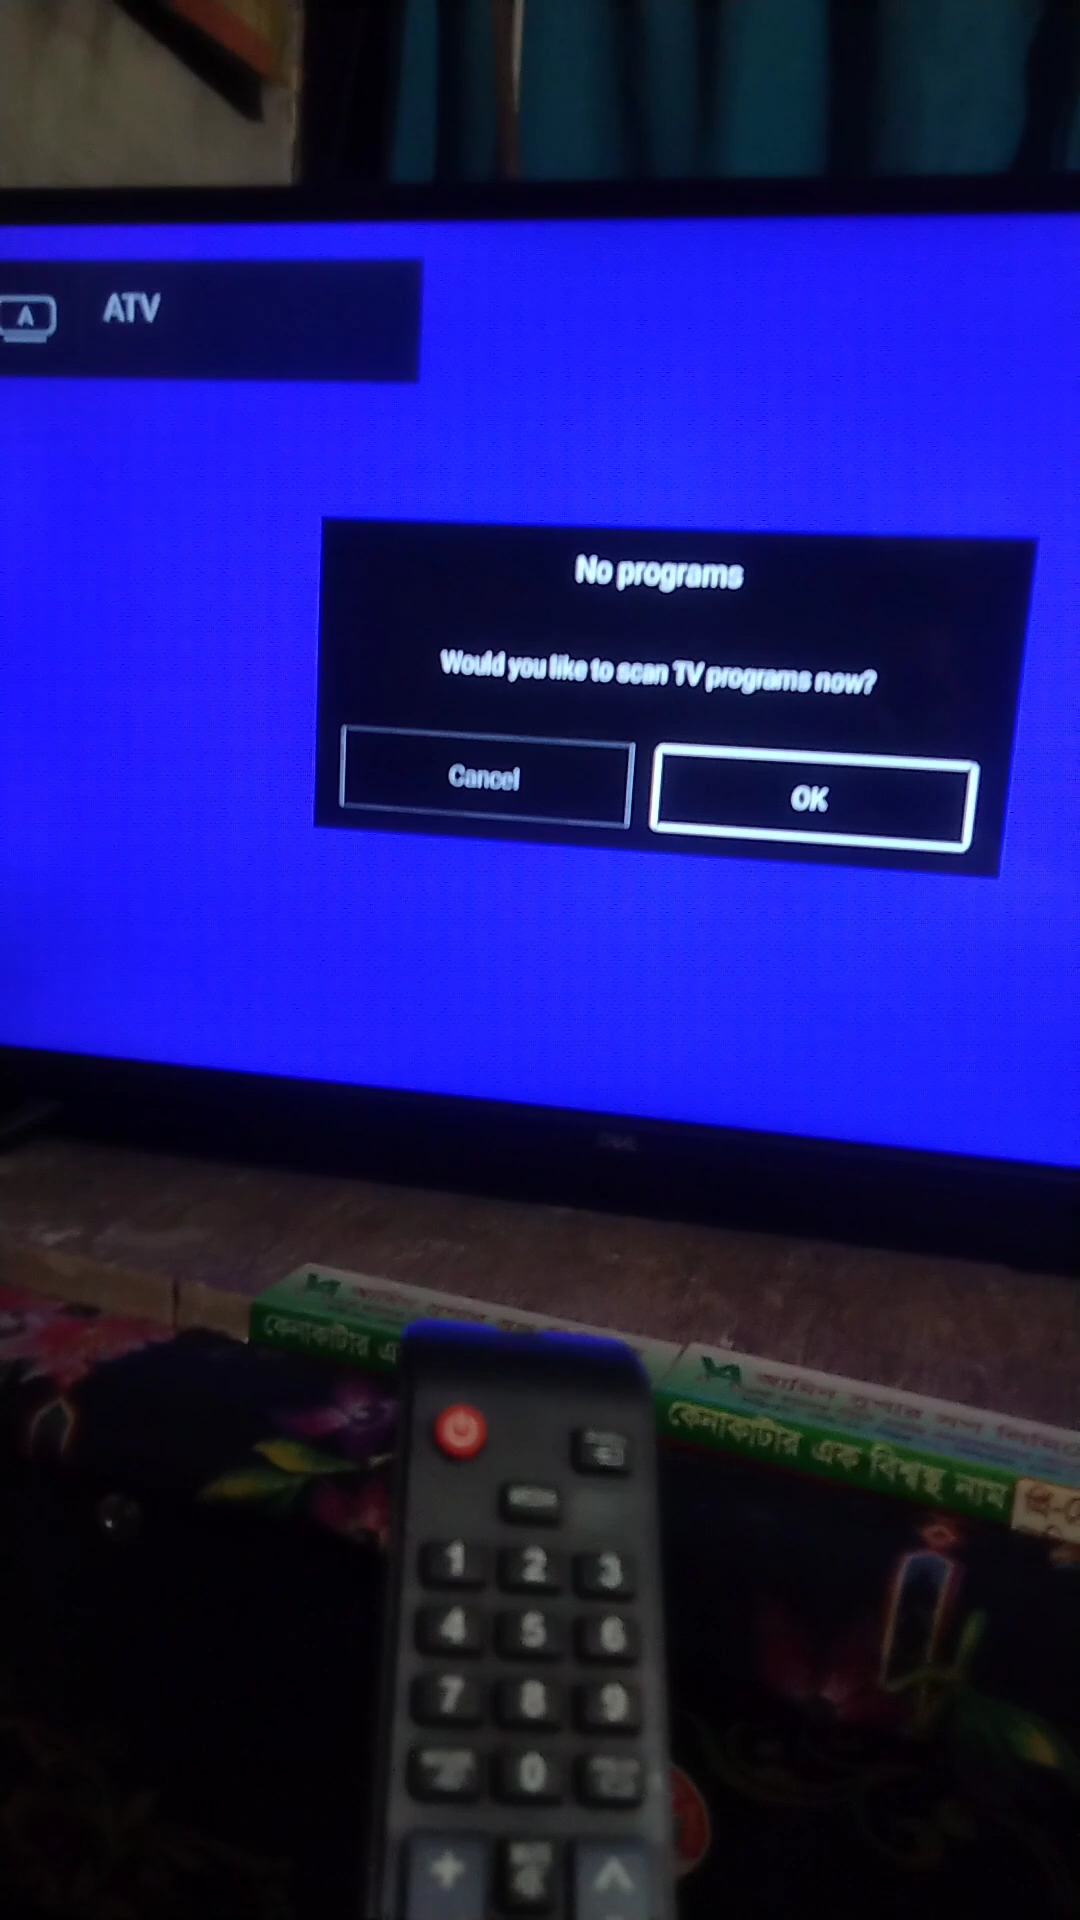 A
ATV
No programs
Would you like to scan TV programs now?
Cancel
OK
কেনাকাটার এ
কেনাকাটার এক বিশ্বস্থ নাম
1 2 3
4 5 6
7 8 9
0
+